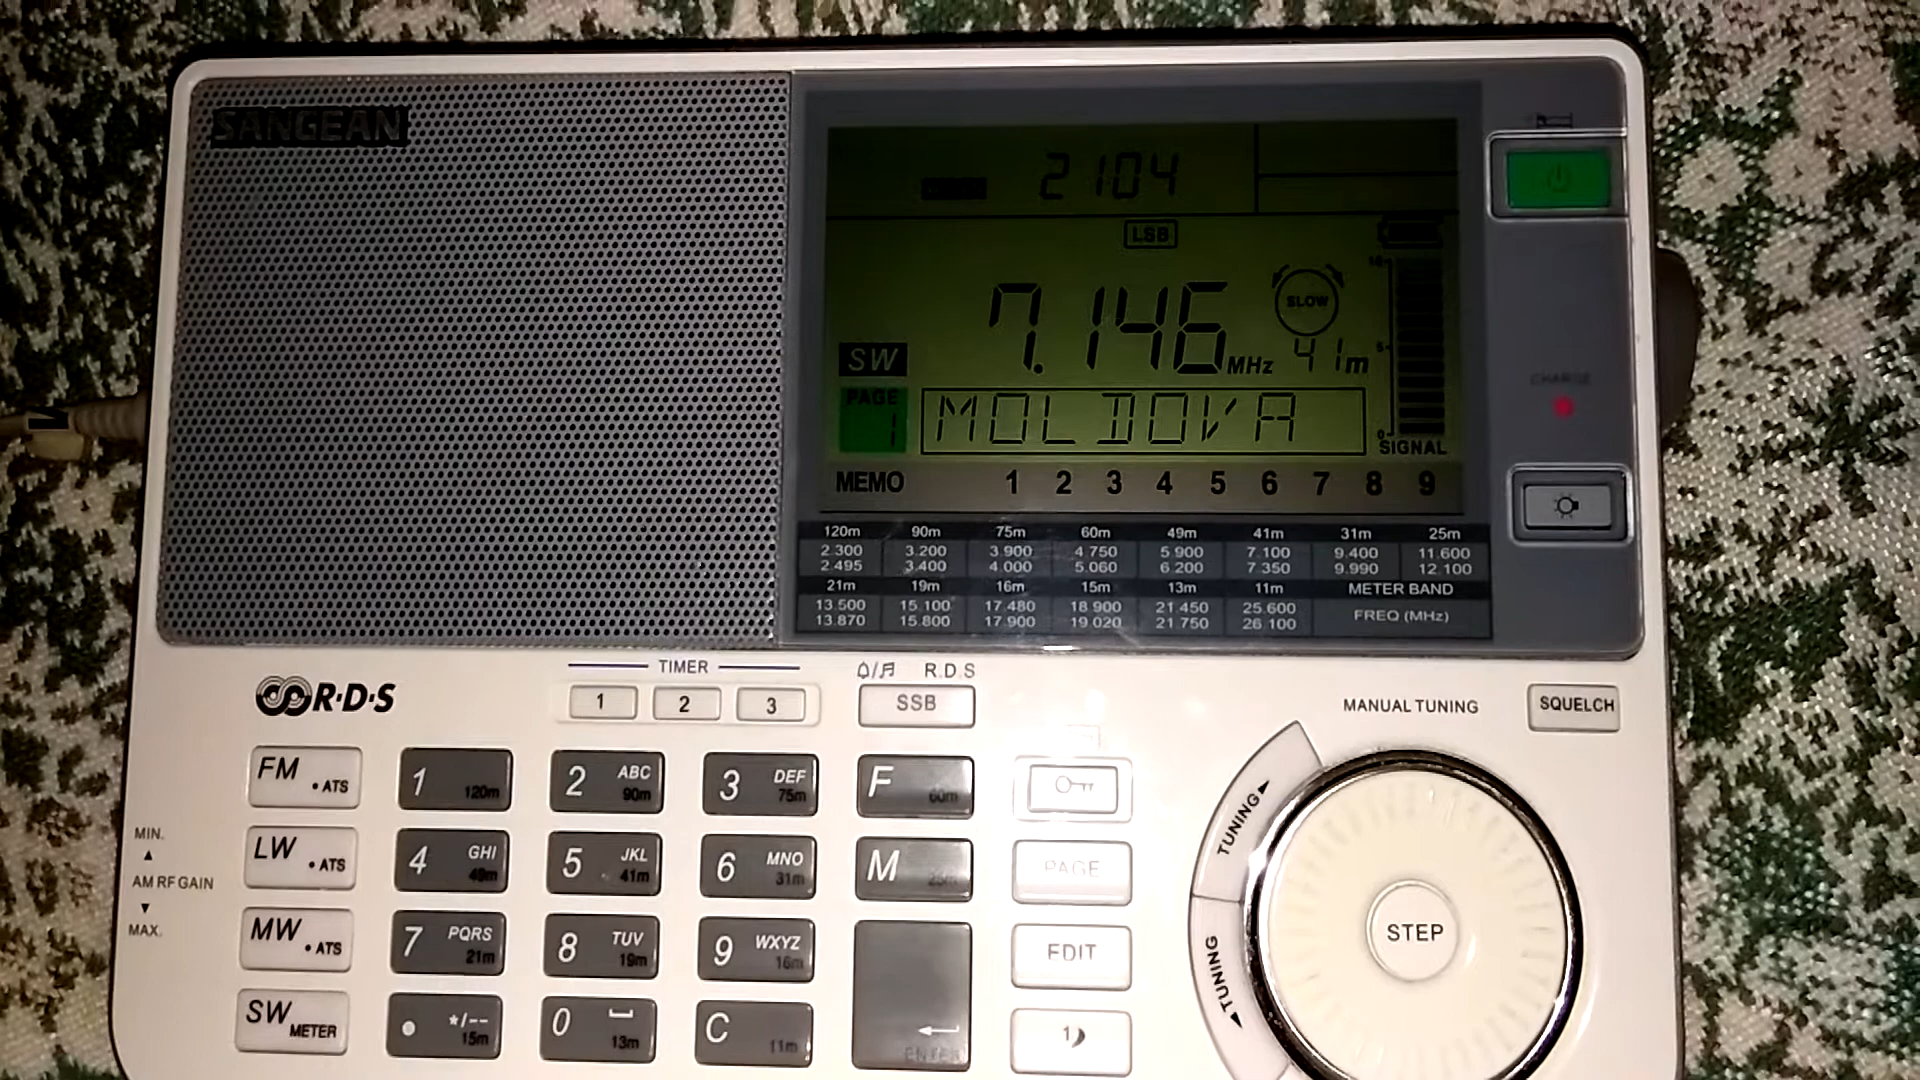 SANGEAN
2104
LSB
10
7.146 MHz
SLOW
41m
5
SW
PAGE
1
MOLDOVA
0
SIGNAL
MEMO 1 2 3 4 5 6 7 8 9
CHARGE
120m 90m 75m 60m 49m 41m 31m 25m
2.300 3.200 3.900 4.750 5.900 7.100 9.400 11.600
2.495 3.400 4.000 5.060 6.200 7.350 9.990 12.100
21m 19m 16m 15m 13m 11m METER BAND
13.500 15.100 17.480 18.900 21.450 25.600 FREQ (MHz)
13.870 15.800 17.900 19.020 21.750 26.100
R·D·S
TIMER
1 2 3
R.D.S
SSB
MANUAL TUNING
SQUELCH
FM • ATS
1 120m
2 ABC 90m
3 DEF 75m
F 60m
TUNING
MIN.
AM RF GAIN
MAX.
LW • ATS
4 GHI 49m
5 JKL 41m
6 MNO 31m
M 25m
PAGE
STEP
MW • ATS
7 PQRS 21m
8 TUV 19m
9 WXYZ 16m
EDIT
TUNING
SW METER
• */-- 15m
0 13m
C 11m
ENTER
1